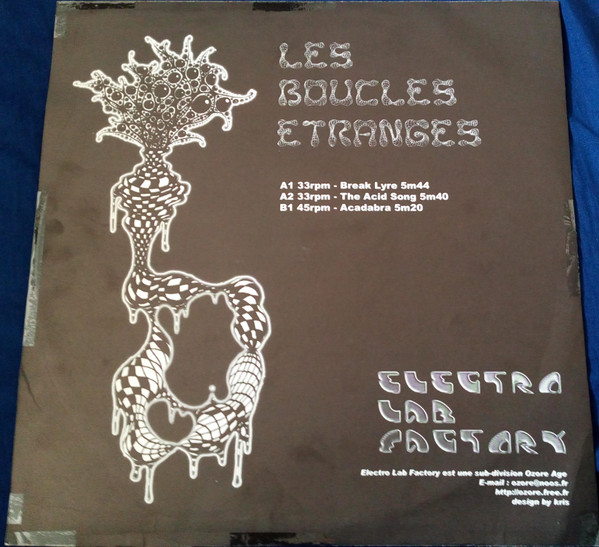 LES
BOUCLES
ETRANGES
A1 33rpm - Break Lyre 5m44
A2 33rpm - The Acid Song 5m40
B1 45rpm - Acadabra 5m20
ELECTRA
LAB
FACTORY
Electro Lab Factory est une sub-division Ozore Age
E-mail : ozore@noos.fr
http://ozore.free.fr
design by kris